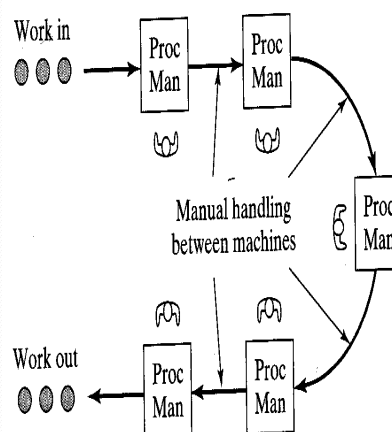 Work in
Proc
Man
Proc
Man
Proc
Man
Manual handling
between machines
Work out
Proc
Man
Proc
Man